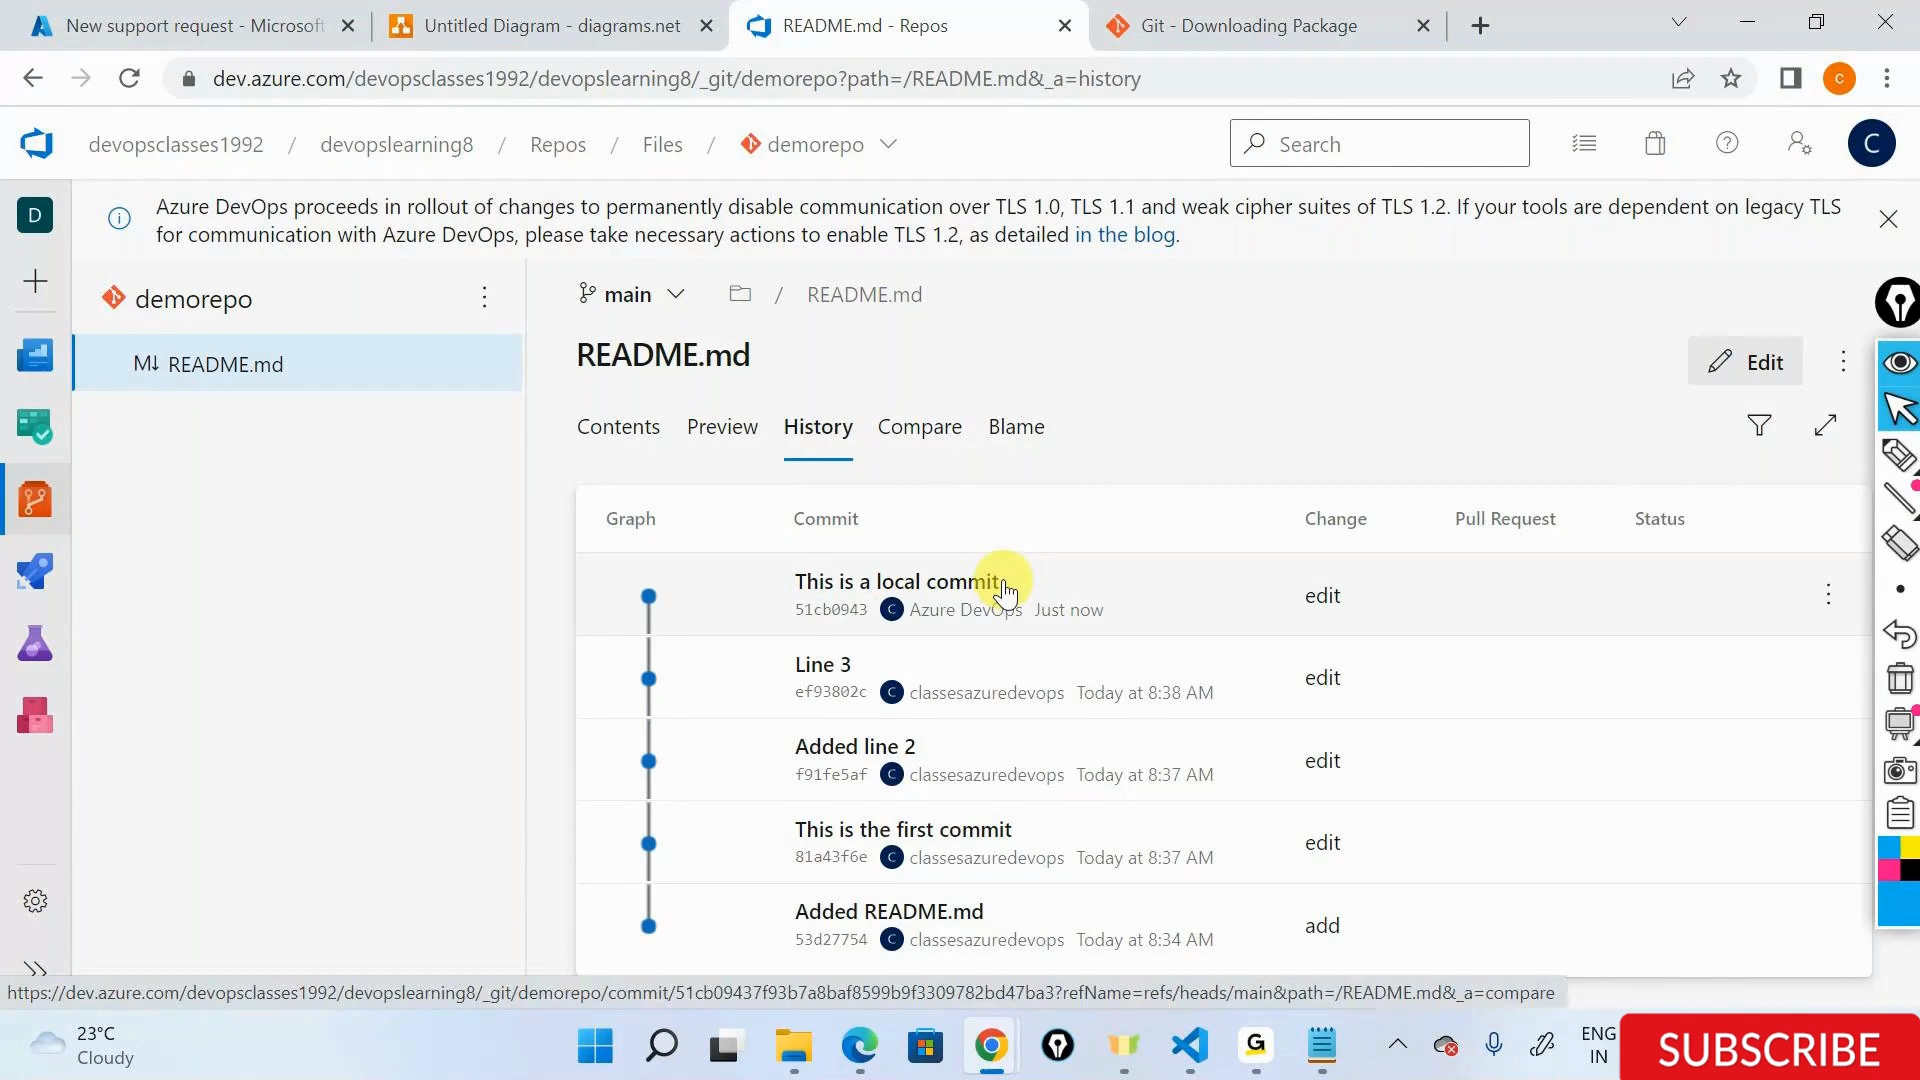 New support request - Microsoft
Untitled Diagram - diagrams.net
README.md - Repos
Git - Downloading Package
dev.azure.com/devopsclasses1992/devopslearning8/_git/demorepo?path=/README.md&_a=history
C
devopsclasses1992 / devopslearning8 / Repos / Files / demorepo
Search
C
D
Azure DevOps proceeds in rollout of changes to permanently disable communication over TLS 1.0, TLS 1.1 and weak cipher suites of TLS 1.2. If your tools are dependent on legacy TLS
for communication with Azure DevOps, please take necessary actions to enable TLS 1.2, as detailed in the blog.
demorepo
M↓ README.md
main / README.md
README.md
Edit
Contents Preview History Compare Blame
Graph Commit Change Pull Request Status
This is a local commit
51cb0943 C Azure DevOps Just now
edit
Line 3
ef93802c C classesazuredevops Today at 8:38 AM
edit
Added line 2
f91fe5af C classesazuredevops Today at 8:37 AM
edit
This is the first commit
81a43f6e C classesazuredevops Today at 8:37 AM
edit
Added README.md
53d27754 C classesazuredevops Today at 8:34 AM
add
https://dev.azure.com/devopsclasses1992/devopslearning8/_git/demorepo/commit/51cb09437f93b7a8baf8599b9f3309782bd47ba3?refName=refs/heads/main&path=/README.md&_a=compare
23°C
Cloudy
G
ENG
IN
SUBSCRIBE